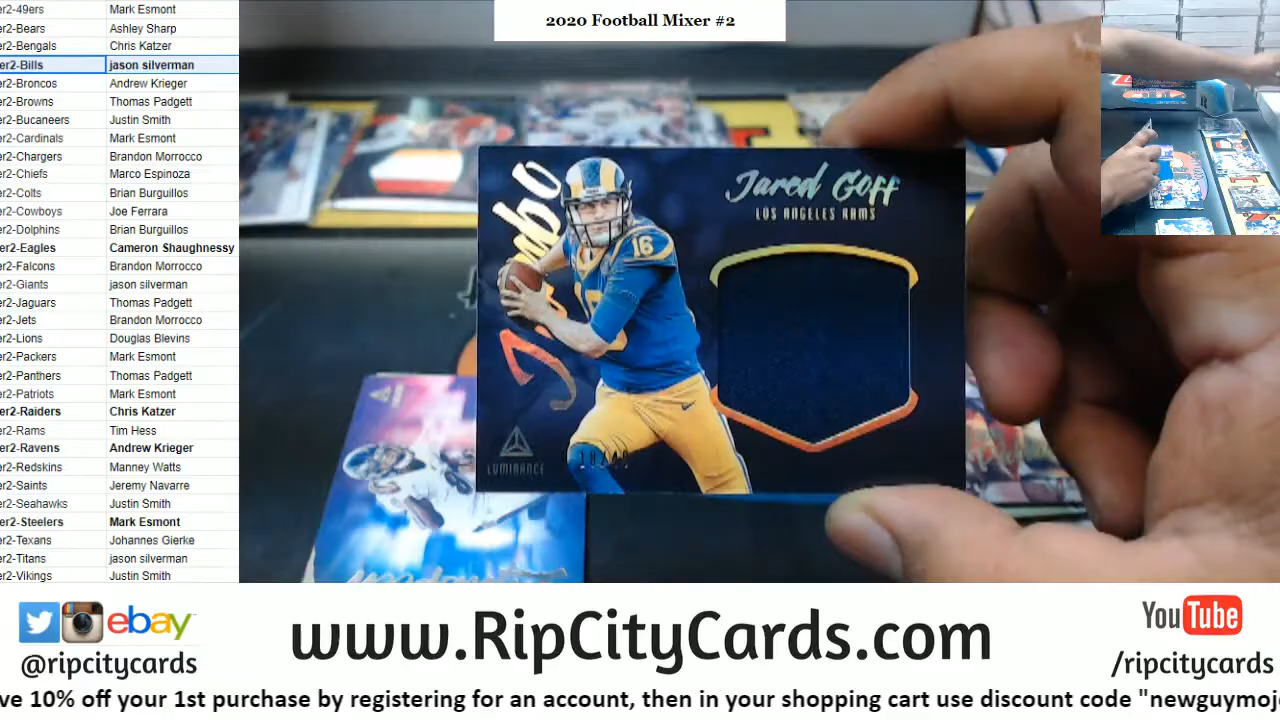 2020 Football Mixer #2
er2-49ers Mark Esmont
er2-Bears Ashley Sharp
er2-Bengals Chris Katzer
er2-Bills jason silverman
er2-Broncos Andrew Krieger
er2-Browns Thomas Padgett
er2-Bucaneers Justin Smith
er2-Cardinals Mark Esmont
er2-Chargers Brandon Morrocco
er2-Chiefs Marco Espinoza
er2-Colts Brian Burguillos
er2-Cowboys Joe Ferrara
er2-Dolphins Brian Burguillos
er2-Eagles Cameron Shaughnessy
er2-Falcons Brandon Morrocco
er2-Giants jason silverman
er2-Jaguars Thomas Padgett
er2-Jets Brandon Morrocco
er2-Lions Douglas Blevins
er2-Packers Mark Esmont
er2-Panthers Thomas Padgett
er2-Patriots Mark Esmont
er2-Raiders Chris Katzer
er2-Rams Tim Hess
er2-Ravens Andrew Krieger
er2-Redskins Manney Watts
er2-Saints Jeremy Navarre
er2-Seahawks Justin Smith
er2-Steelers Mark Esmont
er2-Texans Johannes Gierke
er2-Titans jason silverman
er2-Vikings Justin Smith
Jared Goff
LOS ANGELES RAMS
16
LUMINANCE
ebay
@ripcitycards
www.RipCityCards.com
YouTube
/ripcitycards
ve 10% off your 1st purchase by registering for an account, then in your shopping cart use discount code "newguymoj